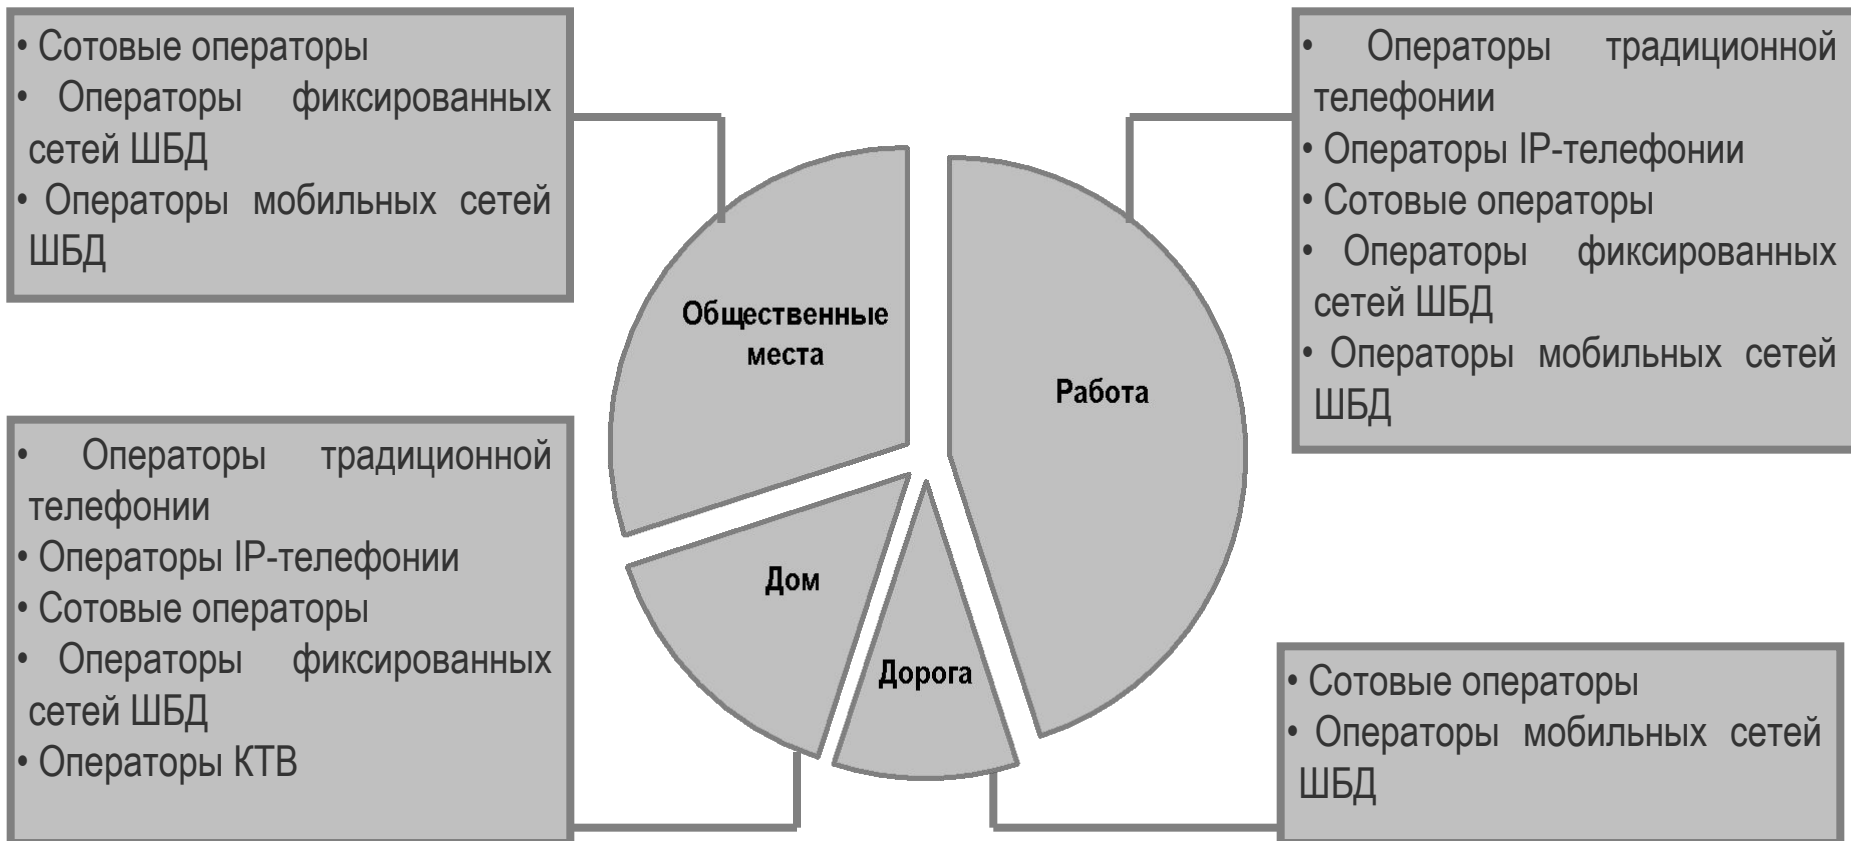 • Сотовые операторы
• Операторы фиксированных
сетей ШБД
• Операторы мобильных сетей
ШБД
• Операторы традиционной
телефонии
• Операторы IP-телефонии
• Сотовые операторы
• Операторы фиксированных
сетей ШБД
• Операторы мобильных сетей
ШБД
Общественные
места
Работа
Дом
Дорога
• Операторы традиционной
телефонии
• Операторы IP-телефонии
• Сотовые операторы
• Операторы фиксированных
сетей ШБД
• Операторы КТВ
• Сотовые операторы
• Операторы мобильных сетей
ШБД